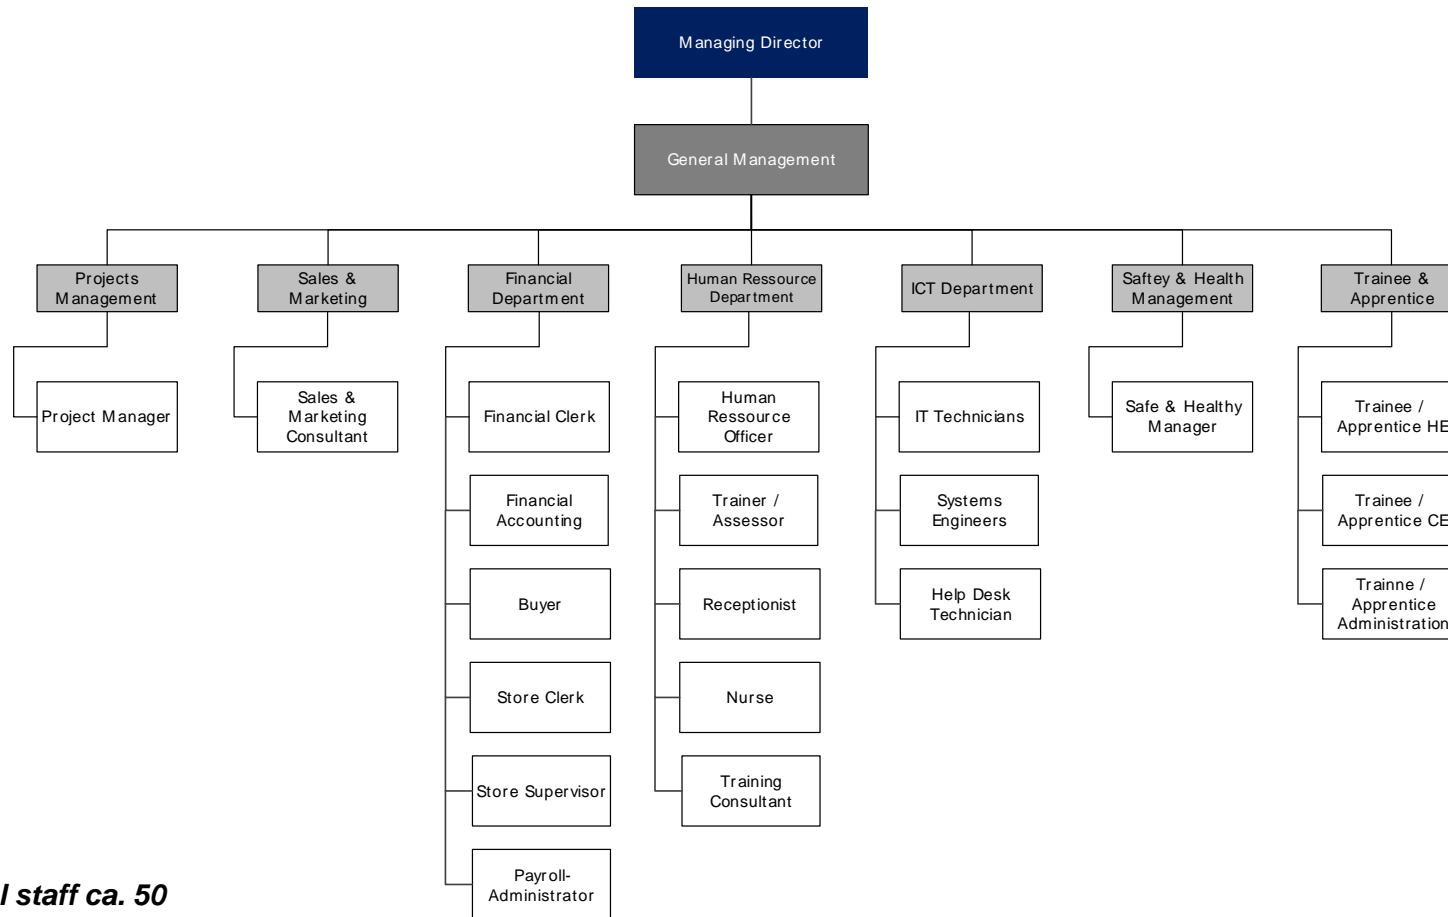 Managing Director
General Management
Projects
Management
Sales &
Marketing
Financial
Department
Human Ressource
Department
ICT Department
Saftey & Health
Management
Trainee &
Apprentice
Project Manager
Sales &
Marketing
Consultant
Financial Clerk
Human
Ressource
Officer
IT Technicians
Safe & Healthy
Manager
Trainee /
Apprentice HE
Financial
Accounting
Trainer /
Assessor
Systems
Engineers
Trainee /
Apprentice CE
Buyer
Receptionist
Help Desk
Technician
Trainne /
Apprentice
Administration
Store Clerk
Nurse
Store Supervisor
Training
Consultant
Payroll-
Administrator
l staff ca. 50